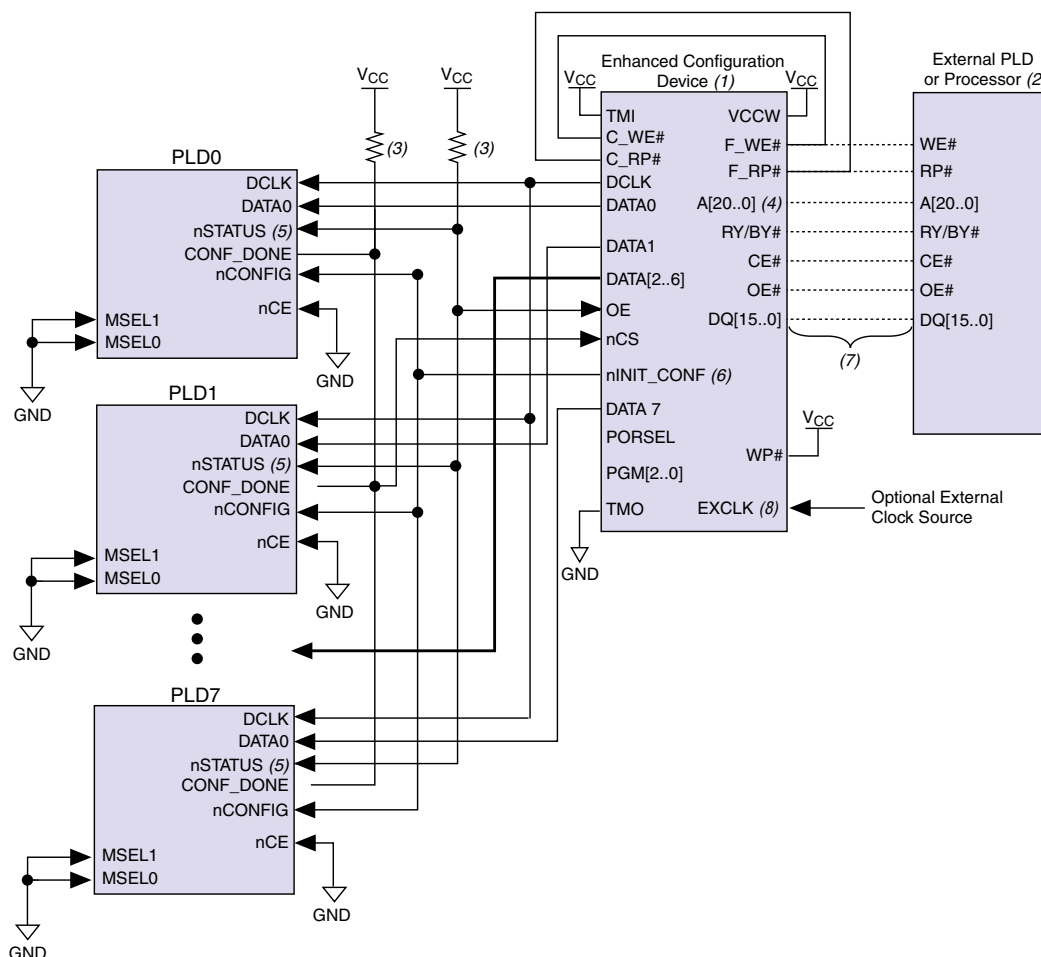 Enhanced Configuration
Device (1)
External PLD
or Processor (2
VCC
VCC
VCC
VCC
(3)
(3)
TMI
C_WE#
C_RP#
DCLK
DATA0
DATA1
DATA[2..6]
OE
nCS
nINIT_CONF (6)
DATA 7
PORSEL
PGM[2..0]
TMO
GND
VCCW
F_WE#
F_RP#
A[20..0] (4)
RY/BY#
CE#
OE#
DQ[15..0]
WP#
VCC
EXCLK (8)
(7)
WE#
RP#
A[20..0]
RY/BY#
CE#
OE#
DQ[15..0]
Optional External
Clock Source
PLD0
DCLK
DATA0
nSTATUS (5)
CONF_DONE
nCONFIG
nCE
MSEL1
MSEL0
GND
GND
PLD1
DCLK
DATA0
nSTATUS (5)
CONF_DONE
nCONFIG
nCE
MSEL1
MSEL0
GND
GND
PLD7
DCLK
DATA0
nSTATUS (5)
CONF_DONE
nCONFIG
nCE
MSEL1
MSEL0
GND
GND